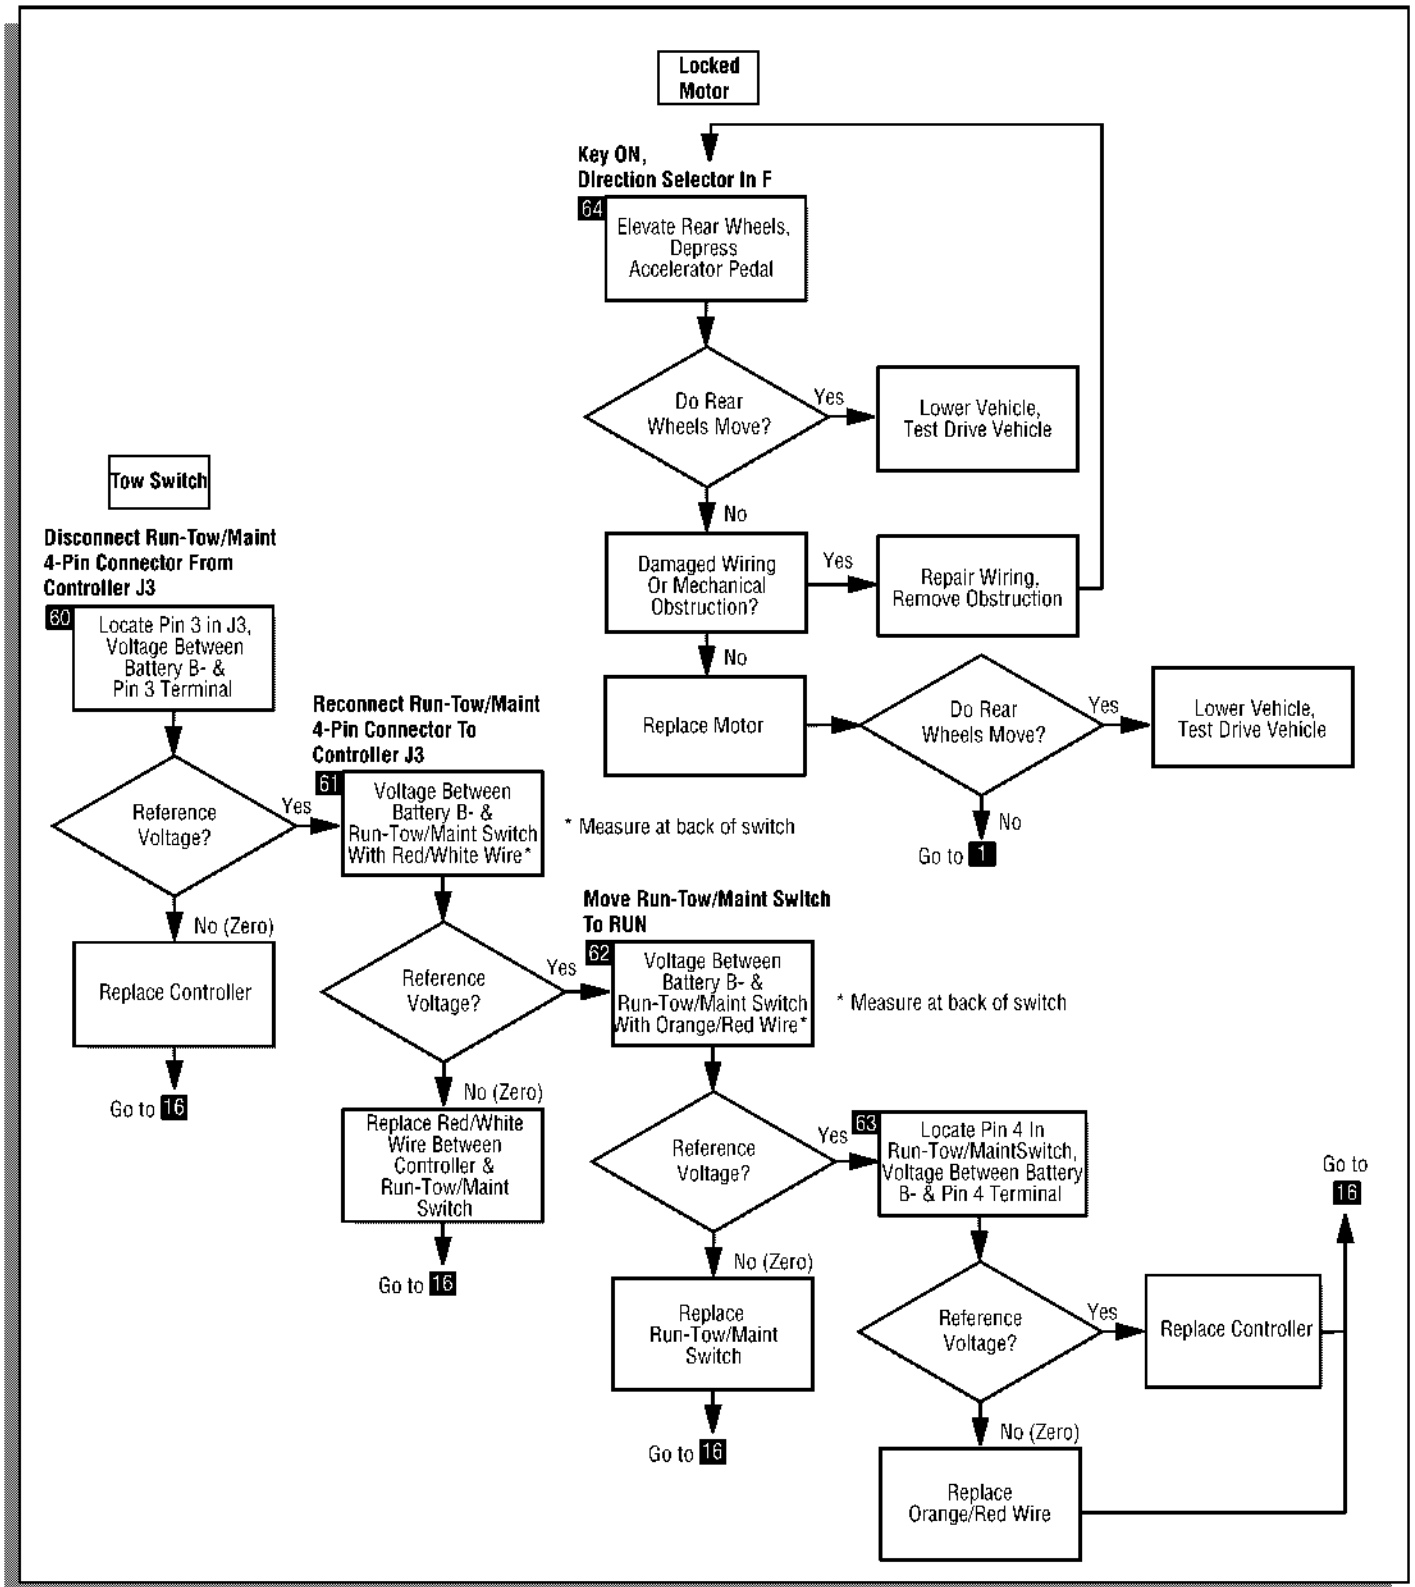 Locked
Motor
Key ON,
Direction Selector In F
64
Elevate Rear Wheels,
Depress
Accelerator Pedal
Do Rear
Wheels Move?
Yes
Lower Vehicle,
Test Drive Vehicle
No
Damaged Wiring
Or Mechanical
Obstruction?
Yes
Repair Wiring,
Remove Obstruction
No
Replace Motor
Do Rear
Wheels Move?
Yes
Lower Vehicle,
Test Drive Vehicle
No
Go to 1
Tow Switch
Disconnect Run-Tow/Maint
4-Pin Connector From
Controller J3
60
Locate Pin 3 in J3,
Voltage Between
Battery B- &
Pin 3 Terminal
Reference
Voltage?
Yes
No (Zero)
Replace Controller
Go to 16
Reconnect Run-Tow/Maint
4-Pin Connector To
Controller J3
61
Voltage Between
Battery B- &
Run-Tow/Maint Switch
With Red/White Wire*
* Measure at back of switch
Reference
Voltage?
Yes
No (Zero)
Replace Red/White
Wire Between
Controller &
Run-Tow/Maint
Switch
Go to 16
Move Run-Tow/Maint Switch
To RUN
62
Voltage Between
Battery B- &
Run-Tow/Maint Switch
With Orange/Red Wire*
* Measure at back of switch
Reference
Voltage?
Yes
No (Zero)
Replace
Run-Tow/Maint
Switch
Go to 16
63
Locate Pin 4 In
Run-Tow/MaintSwitch,
Voltage Between Battery
B- & Pin 4 Terminal
Reference
Voltage?
Yes
Replace Controller
No (Zero)
Replace
Orange/Red Wire
Go to
16